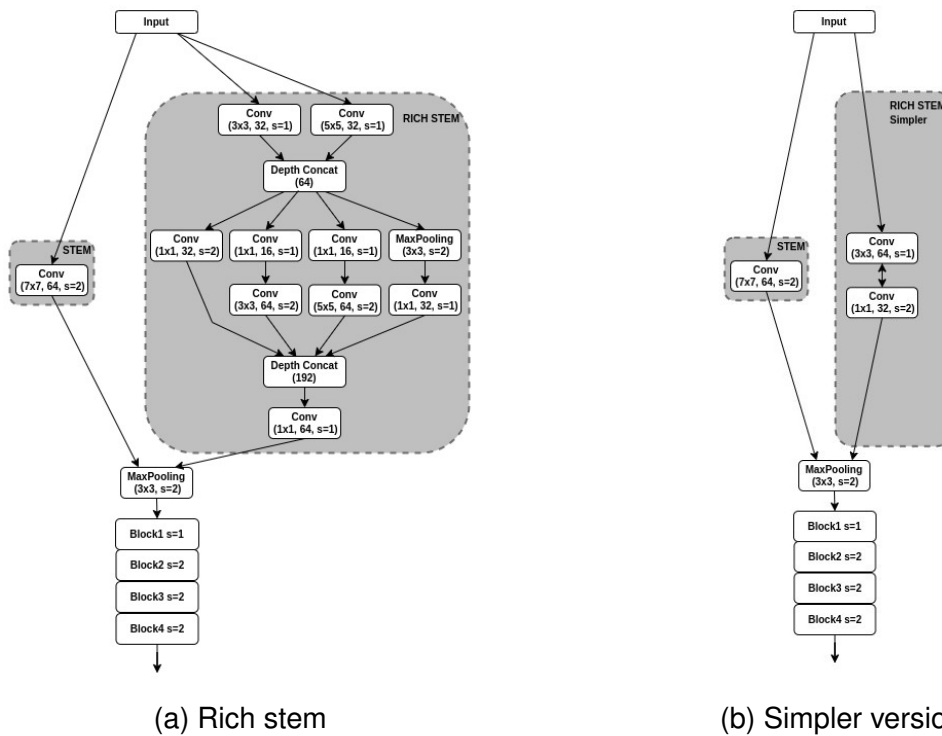 Input
RICH STEM
Conv
(3x3, 32, s=1)
Conv
(5x5, 32, s=1)
Depth Concat
(64)
Conv
(1x1, 32, s=2)
Conv
(1x1, 16, s=1)
Conv
(1x1, 16, s=1)
MaxPooling
(3x3, s=2)
STEM
Conv
(7x7, 64, s=2)
Conv
(3x3, 64, s=2)
Conv
(5x5, 64, s=2)
Conv
(1x1, 32, s=1)
Depth Concat
(192)
Conv
(1x1, 64, s=1)
MaxPooling
(3x3, s=2)
Block1 s=1
Block2 s=2
Block3 s=2
Block4 s=2
(a) Rich stem
Input
RICH STEM
Simpler
STEM
Conv
(7x7, 64, s=2)
Conv
(3x3, 64, s=1)
Conv
(1x1, 32, s=2)
MaxPooling
(3x3, s=2)
Block1 s=1
Block2 s=2
Block3 s=2
Block4 s=2
(b) Simpler versio